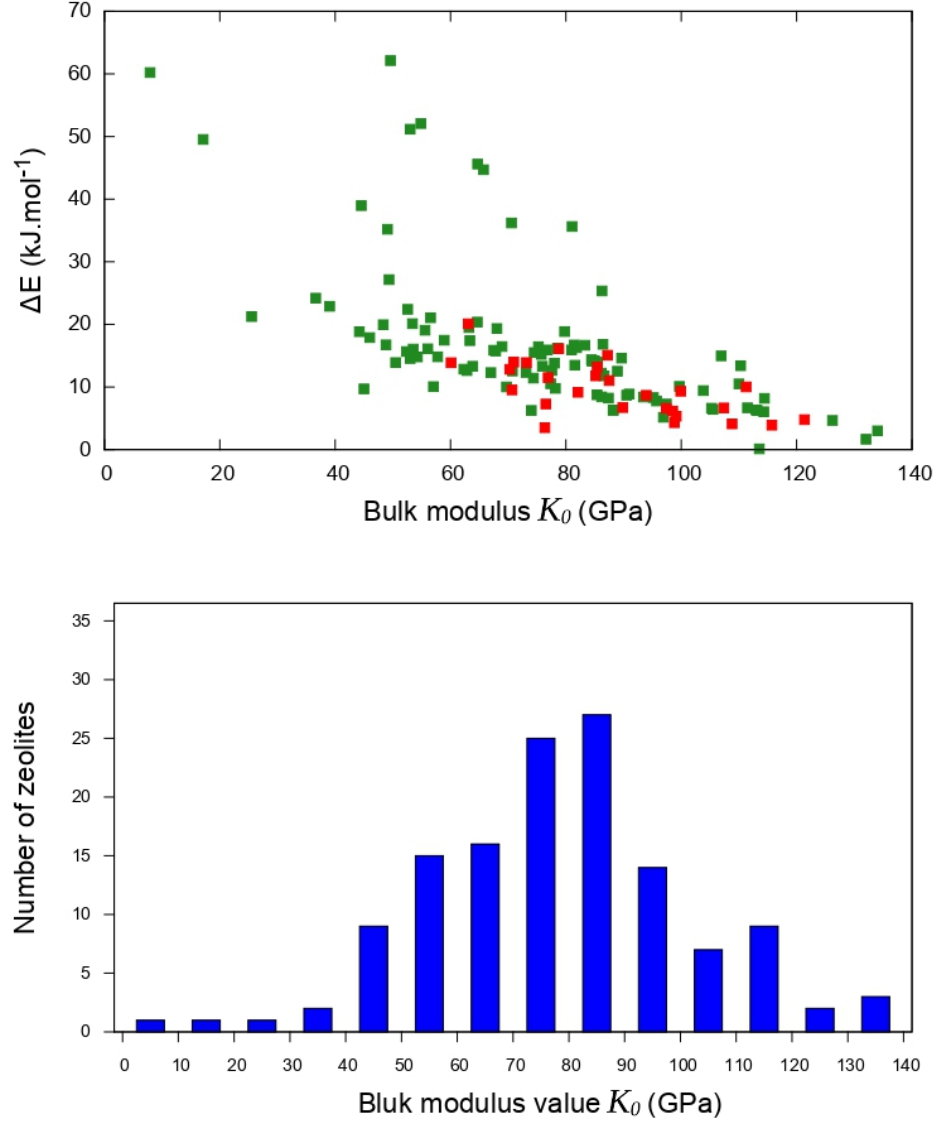 70
60
50
40
30
20
10
0
ΔE (kJ.mol⁻¹)
0 20 40 60 80 100 120 140
Bulk modulus K₀ (GPa)
35
30
25
20
15
10
5
0
Number of zeolites
0 10 20 30 40 50 60 70 80 90 100 110 120 130 140
Bluk modulus value K₀ (GPa)